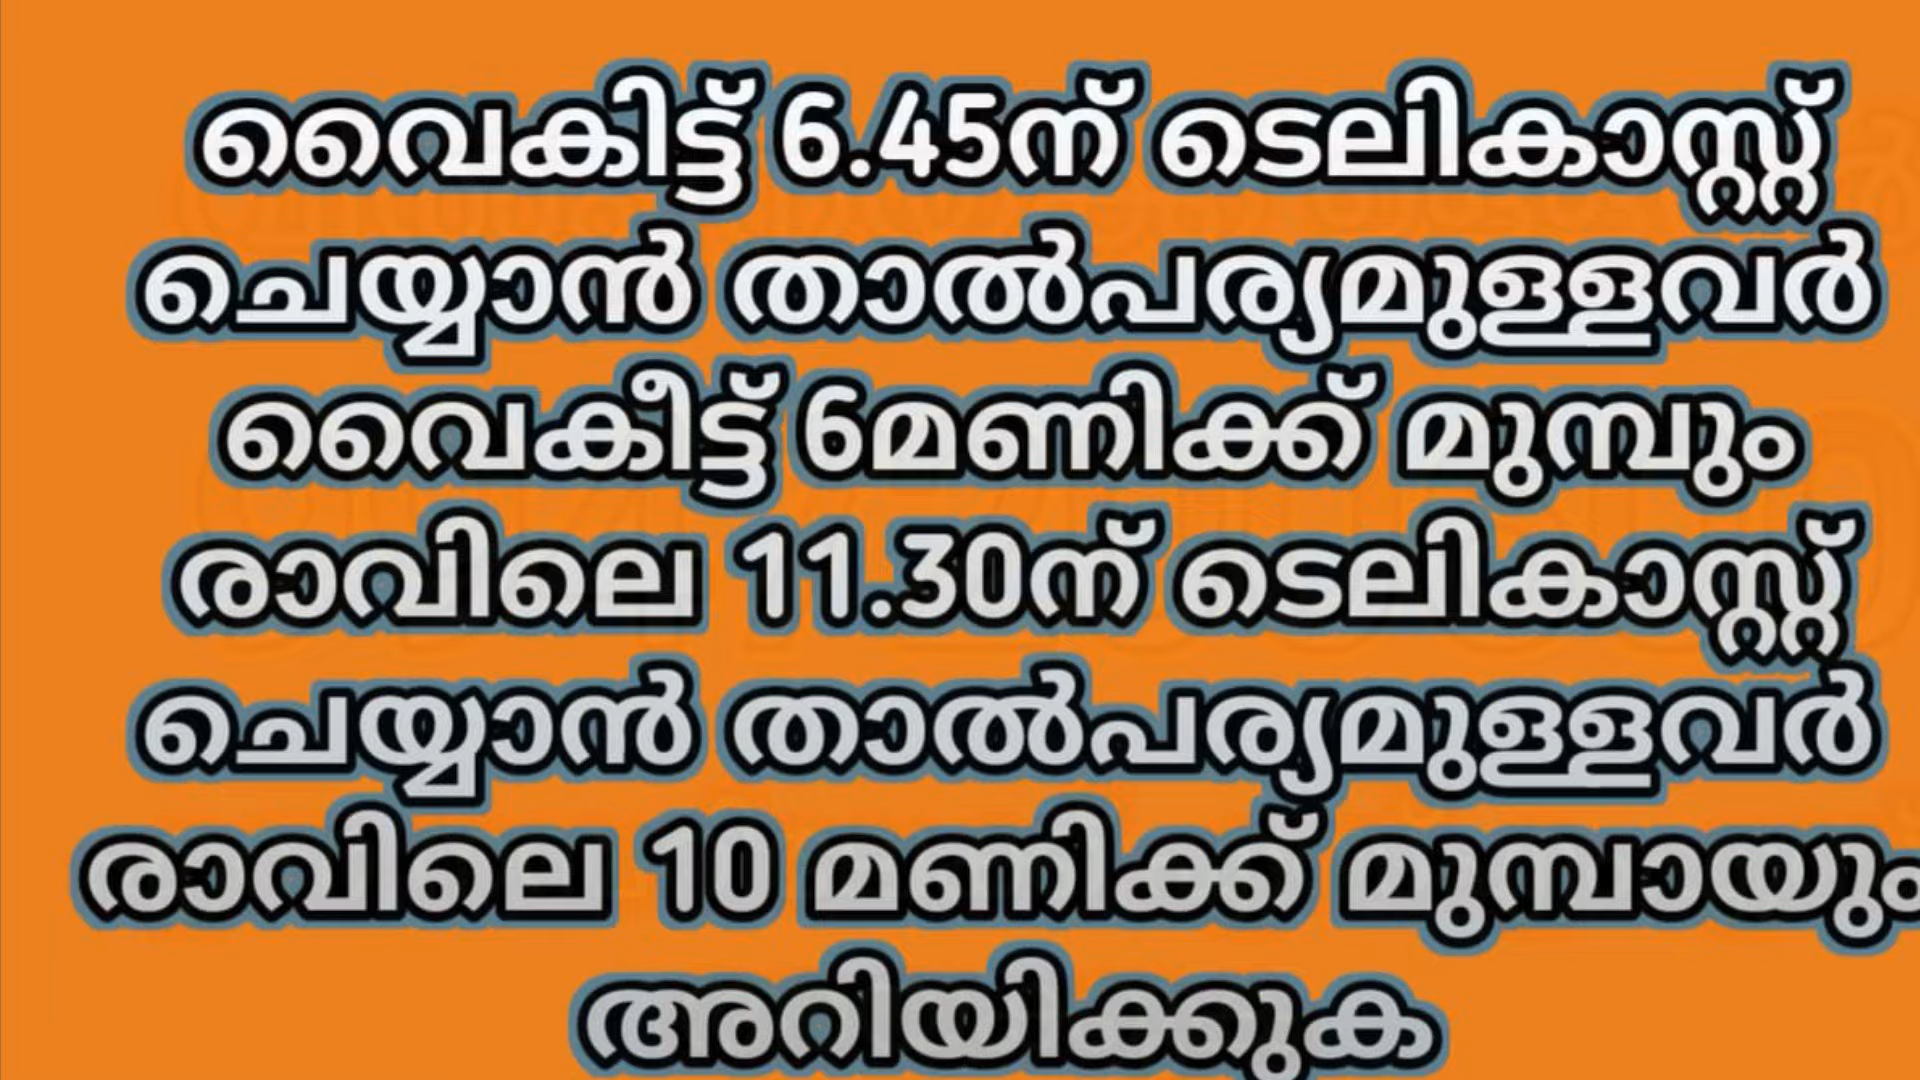 വൈകിട്ട് 6.45ന് ടെലികാസ്റ്റ്
ചെയ്യാൻ താൽപര്യമുള്ളവർ
വൈകീട്ട് 6മണിക്ക് മുമ്പും
രാവിലെ 11.30ന് ടെലികാസ്റ്റ്
ചെയ്യാൻ താൽപര്യമുള്ളവർ
രാവിലെ 10 മണിക്ക് മുമ്പായും
അറിയിക്കുക